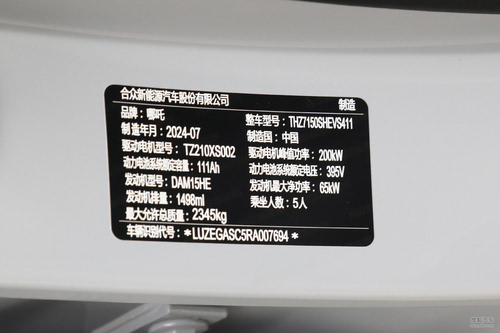 合众新能源汽车股份有限公司 制造
品牌：哪吒 整车型号：THZ7150SHEVS411
制造年月：2024-07 制造国：中国
驱动电机型号：TZ210XS002 驱动电机峰值功率：200kW
动力电池系统额定容量：111Ah 动力电池系统额定电压：395V
发动机型号：DAM15HE 发动机最大净功率：65kW
发动机排量：1498ml 乘坐人数：5人
最大允许总质量：2345kg
车辆识别代号：*LUZEGASC5RA007694*